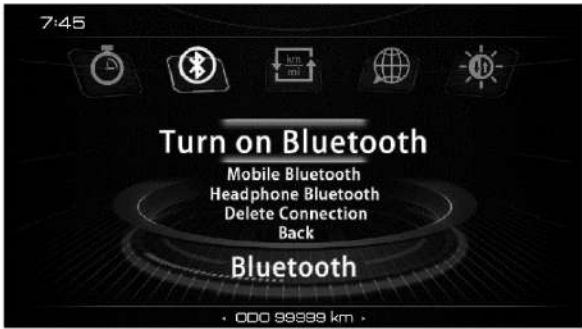 7:45
km
mi
Turn on Bluetooth
Mobile Bluetooth
Headphone Bluetooth
Delete Connection
Back
Bluetooth
ODO 99999 km